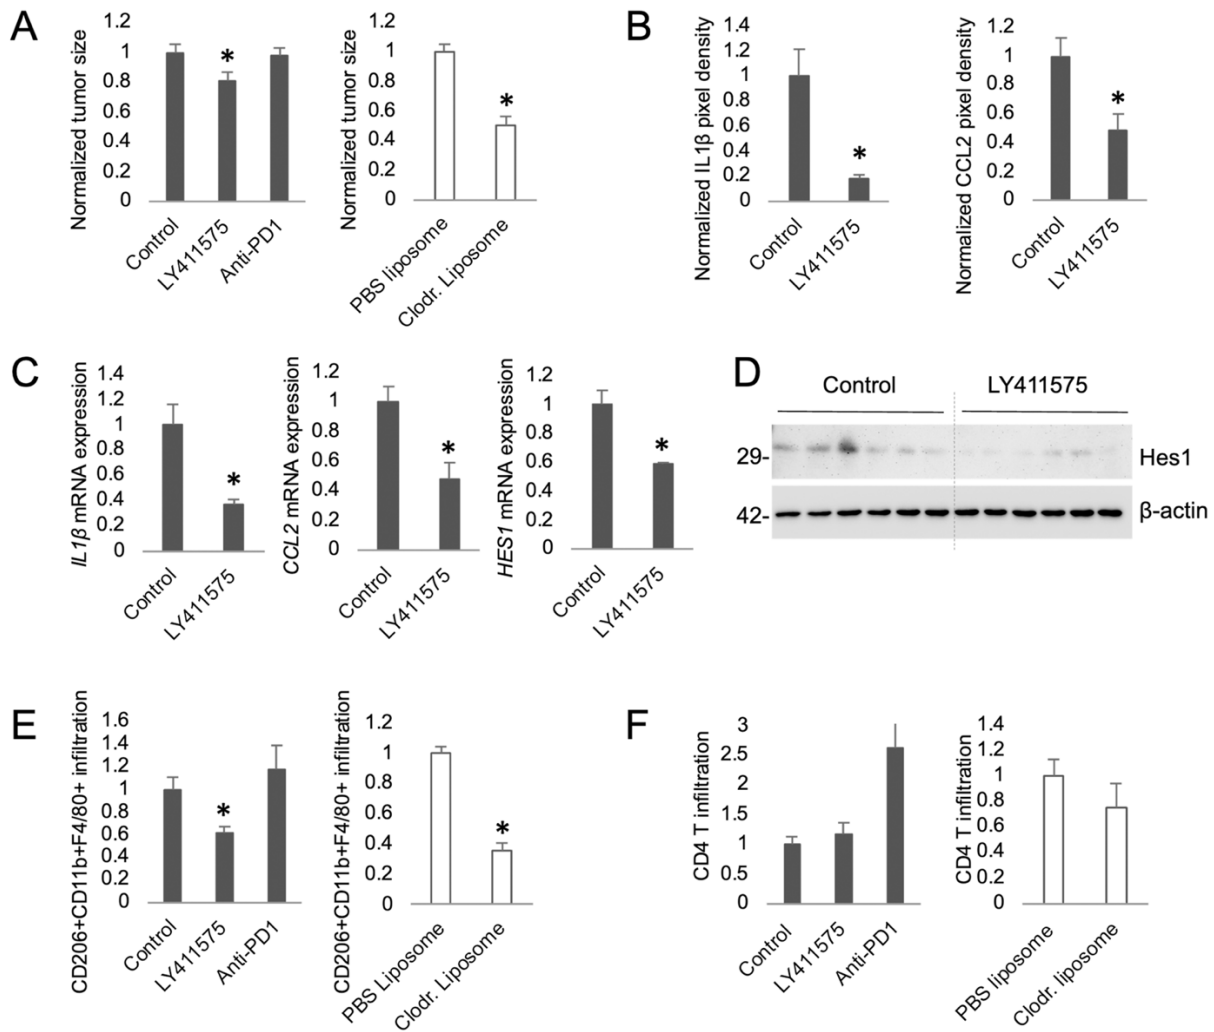 A
Normalized tumor size
1.2
1
0.8
0.6
0.4
0.2
0
*
Control
LY411575
Anti-PD1
Normalized tumor size
1.2
1
0.8
0.6
0.4
0.2
0
*
PBS liposome
Clodr. Liposome
B
Normalized IL1β pixel density
1.4
1.2
1
0.8
0.6
0.4
0.2
0
*
Control
LY411575
Normalized CCL2 pixel density
1.2
1
0.8
0.6
0.4
0.2
0
*
Control
LY411575
C
IL1β mRNA expression
1.4
1.2
1
0.8
0.6
0.4
0.2
0
*
Control
LY411575
CCL2 mRNA expression
1.2
1
0.8
0.6
0.4
0.2
0
*
Control
LY411575
HES1 mRNA expression
1.2
1
0.8
0.6
0.4
0.2
0
*
Control
LY411575
D
Control
LY411575
29-
Hes1
42-
β-actin
E
CD206+CD11b+F4/80+ infiltration
1.6
1.4
1.2
1
0.8
0.6
0.4
0.2
0
*
Control
LY411575
Anti-PD1
CD206+CD11b+F4/80+ infiltration
1.2
1
0.8
0.6
0.4
0.2
0
*
PBS Liposome
Clodr. Liposome
F
CD4 T infiltration
3
2.5
2
1.5
1
0.5
0
Control
LY411575
Anti-PD1
CD4 T infiltration
1.4
1.2
1
0.8
0.6
0.4
0.2
0
PBS liposome
Clodr. liposome